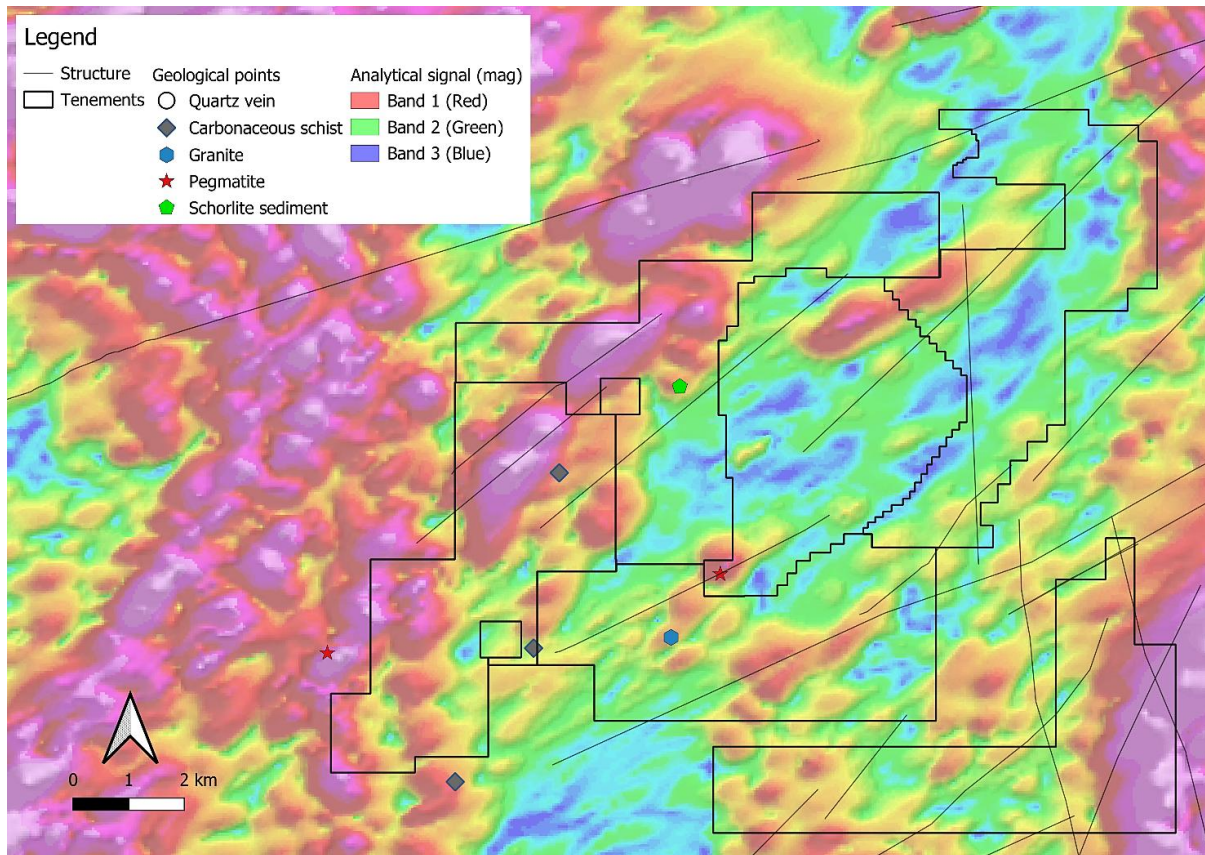 Legend
Structure
Tenements
Geological points
Quartz vein
Carbonaceous schist
Granite
Pegmatite
Schorlite sediment
Analytical signal (mag)
Band 1 (Red)
Band 2 (Green)
Band 3 (Blue)
0 1 2 km